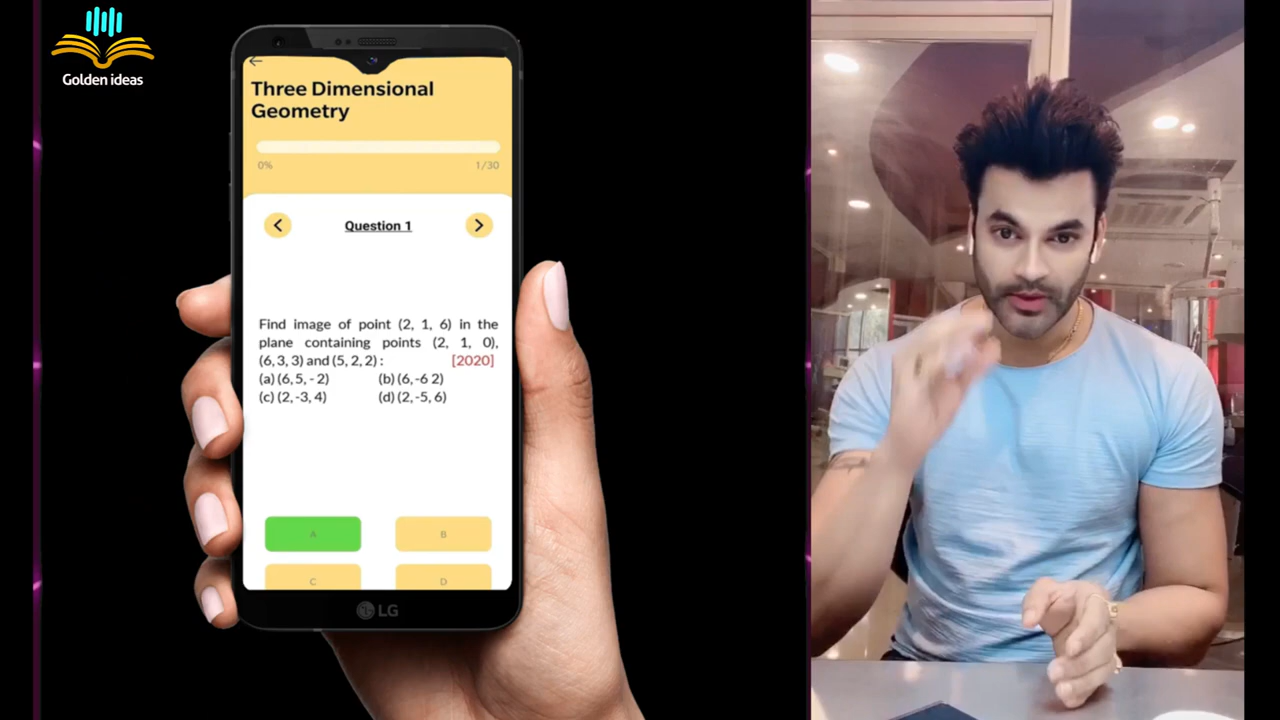 Golden ideas
Three Dimensional
Geometry
0%
1/30
Question 1
Find image of point (2, 1, 6) in the
plane containing points (2, 1, 0),
(6, 3, 3) and (5, 2, 2) : [2020]
(a) (6, 5, - 2) (b) (6, -6 2)
(c) (2, -3, 4) (d) (2, -5, 6)
A B
C D
LG